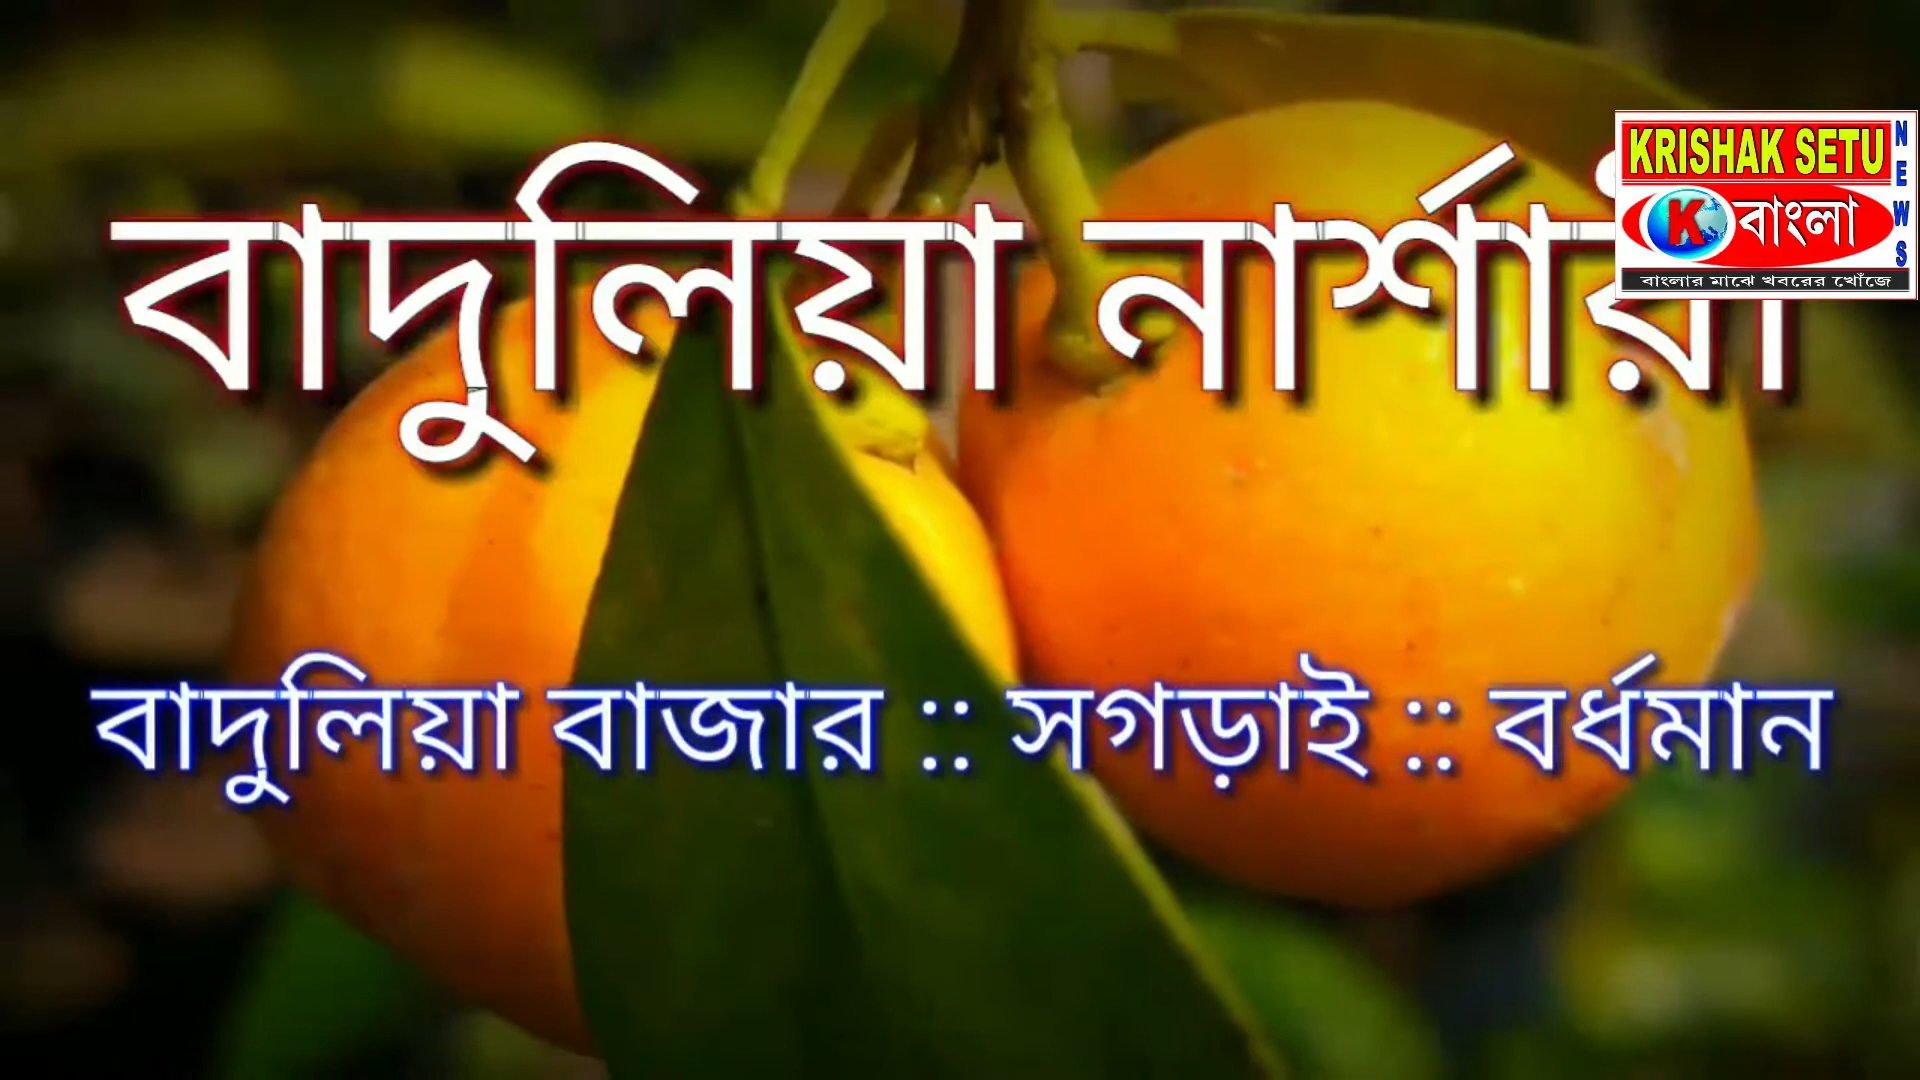 বাদুলিয়া নার্শারী
KRISHAK SETU
NEWS
K বাংলা
বাংলার মাঝে খবরের খোঁজে
বাদুলিয়া বাজার :: সগড়াই :: বর্ধমান